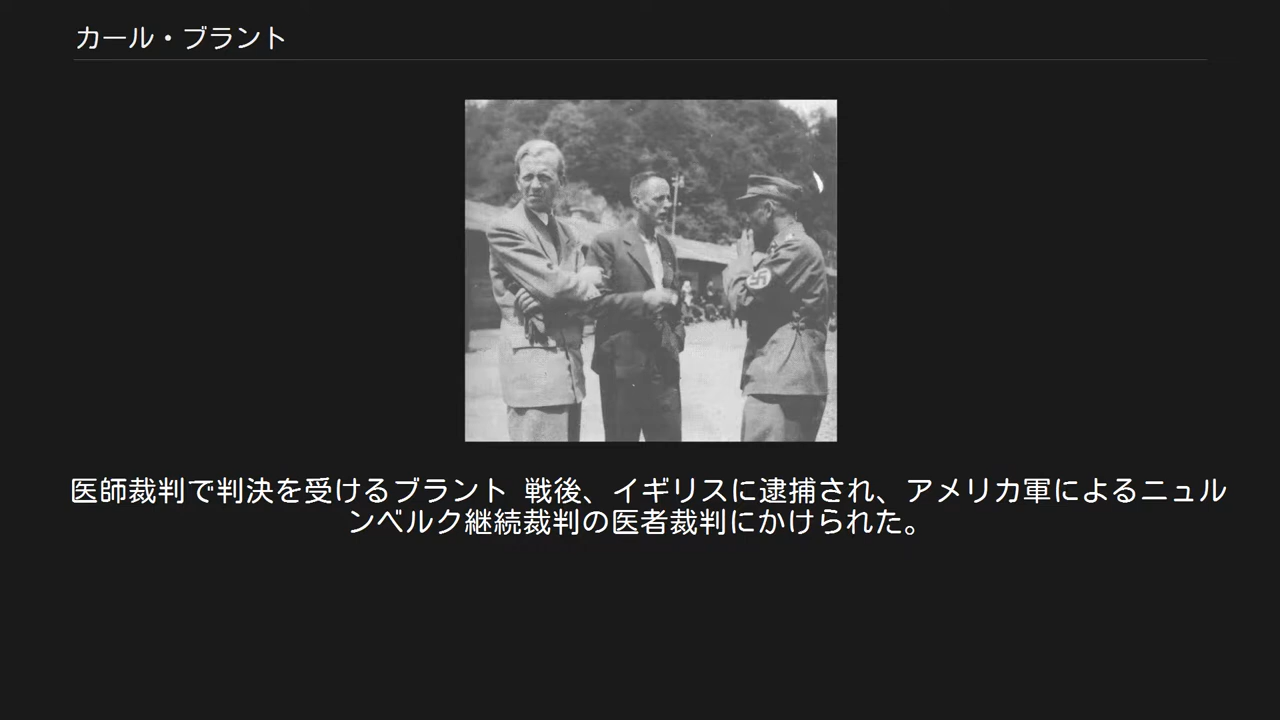 カール・ブラント
医師裁判で判決を受けるブラント 戦後、イギリスに逮捕され、アメリカ軍によるニュル
ンベルク継続裁判の医者裁判にかけられた。